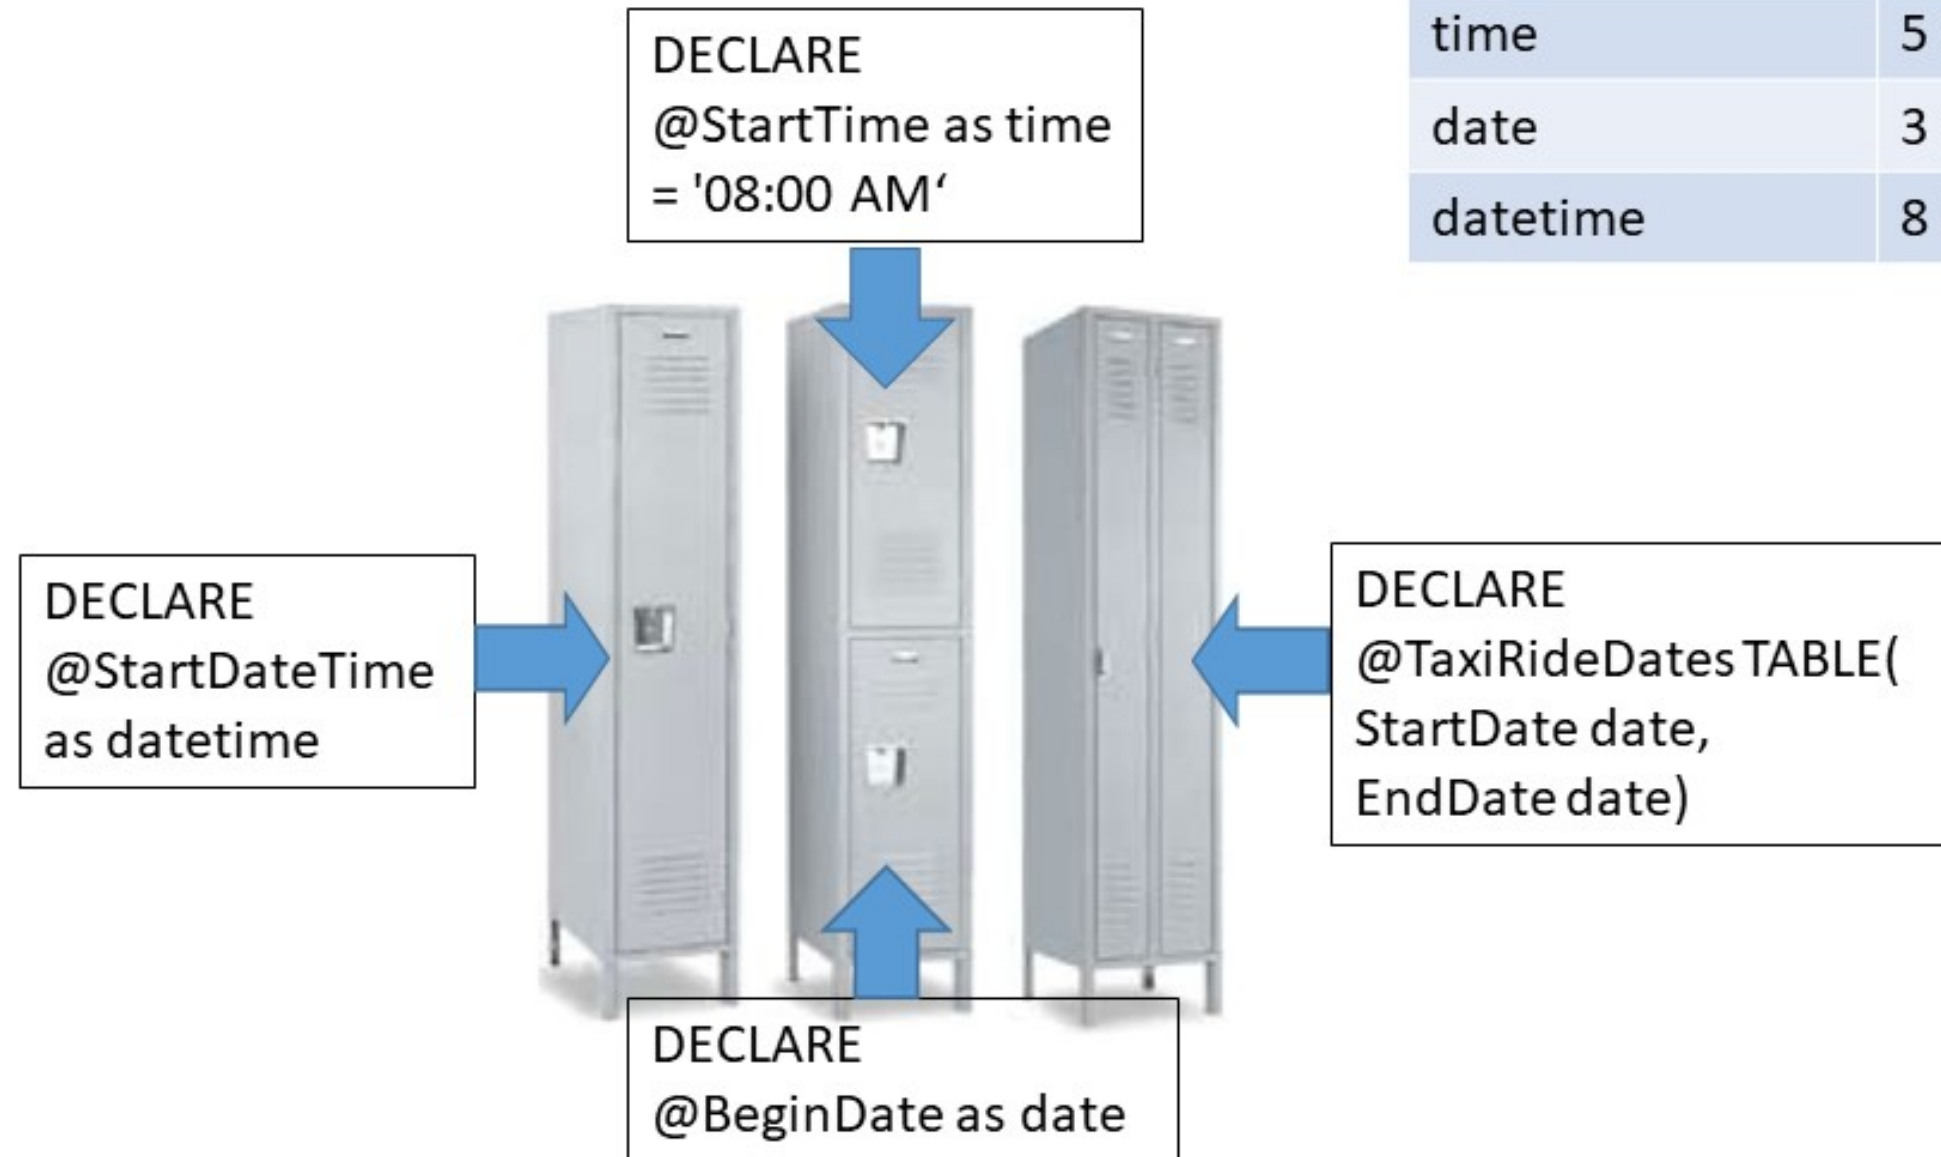 DECLARE
@StartTime as time
= '08:00 AM‘
time 5
date 3
datetime 8
DECLARE
@StartDateTime
as datetime
DECLARE
@TaxiRideDates TABLE(
StartDate date,
EndDate date)
DECLARE
@BeginDate as date